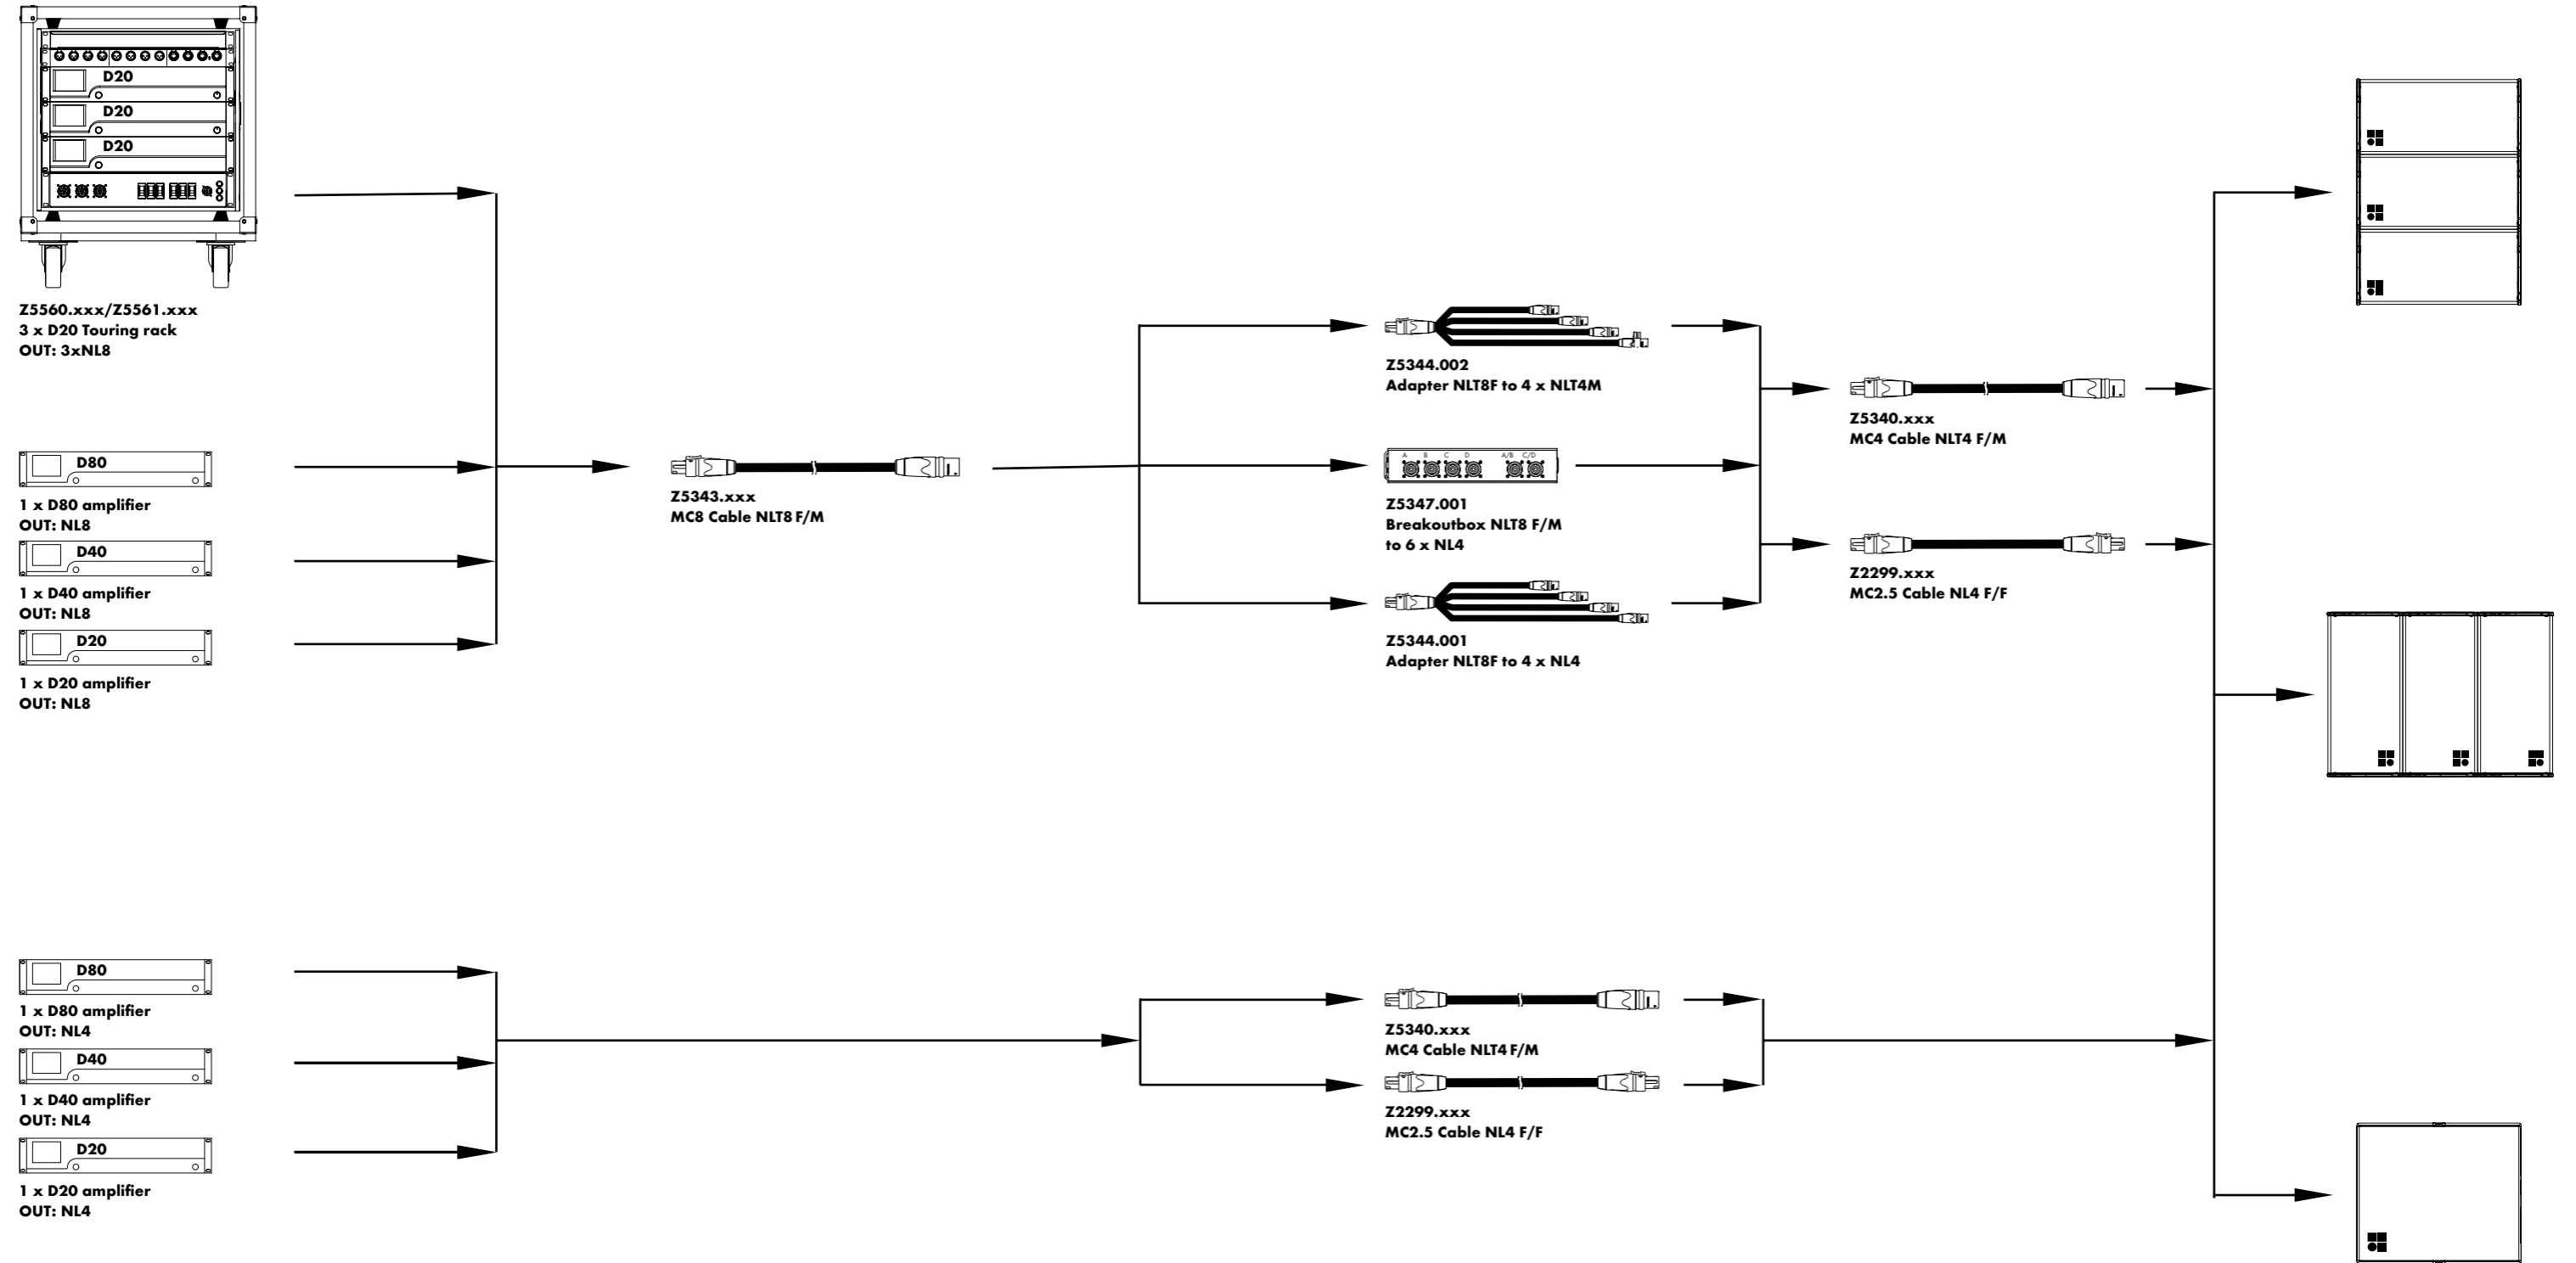 D20
D20
D20
Z5560.xxx/Z5561.xxx
3 x D20 Touring rack
OUT: 3xNL8
D80
1 x D80 amplifier
OUT: NL8
D40
1 x D40 amplifier
OUT: NL8
D20
1 x D20 amplifier
OUT: NL8
Z5343.xxx
MC8 Cable NLT8 F/M
Z5344.002
Adapter NLT8F to 4 x NLT4M
A B C D A/B C/D
Z5347.001
Breakoutbox NLT8 F/M
to 6 x NL4
Z5344.001
Adapter NLT8F to 4 x NL4
Z5340.xxx
MC4 Cable NLT4 F/M
Z2299.xxx
MC2.5 Cable NL4 F/F
D80
1 x D80 amplifier
OUT: NL4
D40
1 x D40 amplifier
OUT: NL4
D20
1 x D20 amplifier
OUT: NL4
Z5340.xxx
MC4 Cable NLT4 F/M
Z2299.xxx
MC2.5 Cable NL4 F/F